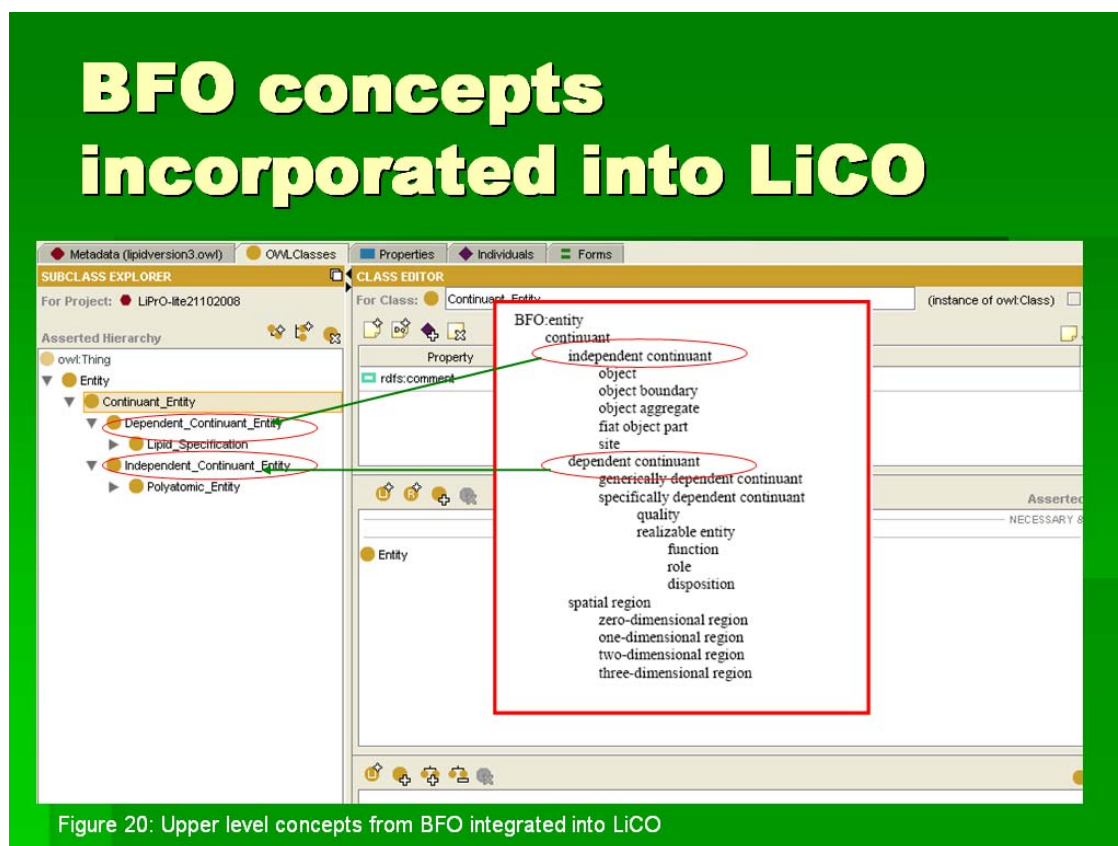 BFO concepts
incorporated into LiCO
Metadata (lipidversion3.owl) OWLClasses Properties Individuals Forms
SUBCLASS EXPLORER
CLASS EDITOR
For Project: LiPrO-lite21102008
For Class: Continuant_Entity (instance of owl:Class)
Asserted Hierarchy
owl:Thing
Entity
Continuant_Entity
Dependent_Continuant_Entity
Lipid_Specification
Independent_Continuant_Entity
Polyatomic_Entity
Property
rdfs:comment
BFO:entity
continuant
independent continuant
object
object boundary
object aggregate
fiat object part
site
dependent continuant
generically dependent continuant
specifically dependent continuant
quality
realizable entity
function
role
disposition
spatial region
zero-dimensional region
one-dimensional region
two-dimensional region
three-dimensional region
Asserted
NECESSARY &
Entity
Figure 20: Upper level concepts from BFO integrated into LiCO